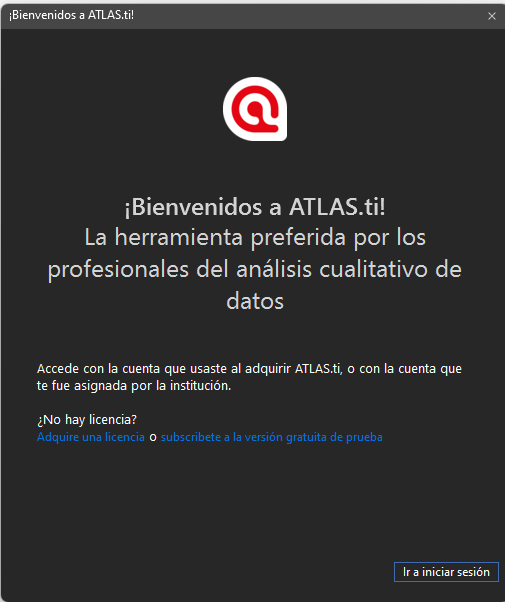 ¡Bienvenidos a ATLAS.ti!
¡Bienvenidos a ATLAS.ti!
La herramienta preferida por los
profesionales del análisis cualitativo de
datos
Accede con la cuenta que usaste al adquirir ATLAS.ti, o con la cuenta que
te fue asignada por la institución.
¿No hay licencia?
Adquire una licencia o subscribete a la versión gratuita de prueba
Ir a iniciar sesión